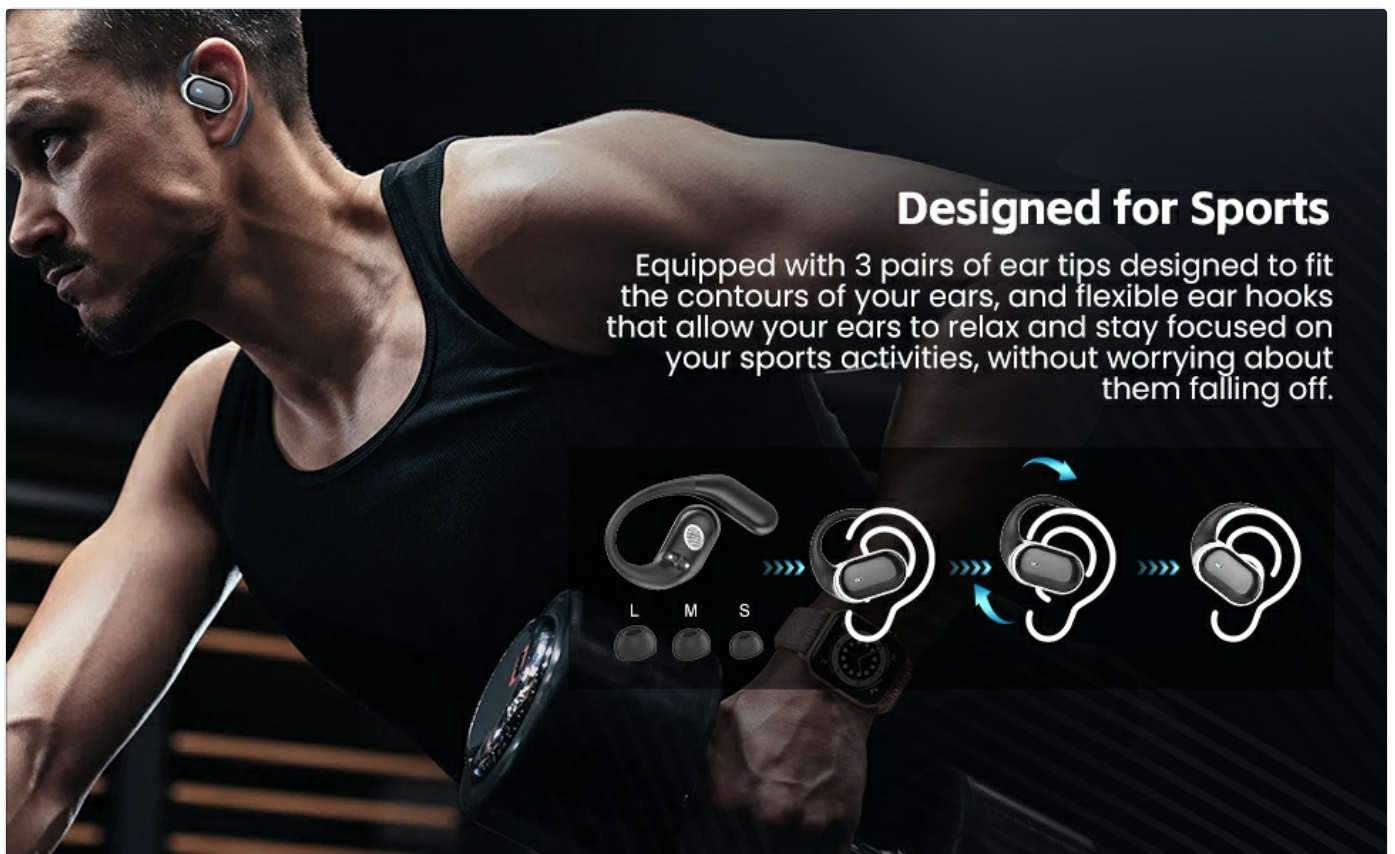 Designed for Sports
Equipped with 3 pairs of ear tips designed to fit
the contours of your ears, and flexible ear hooks
that allow your ears to relax and stay focused on
your sports activities, without worrying about
them falling off.
L M S